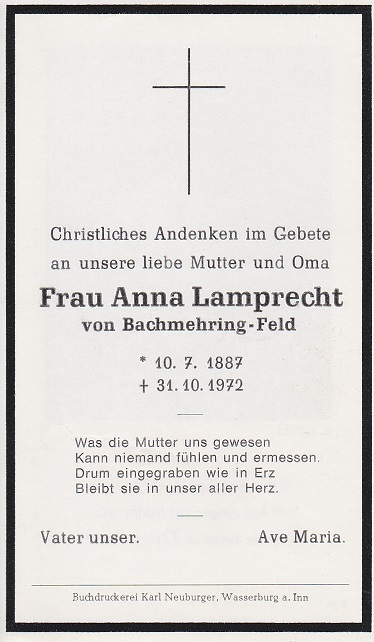 Christliches Andenken im Gebete
an unsere liebe Mutter und Oma
Frau Anna Lamprecht
von Bachmehring-Feld
* 10. 7. 1887
† 31. 10. 1972
Was die Mutter uns gewesen
Kann niemand fühlen und ermessen.
Drum eingegraben wie in Erz
Bleibt sie in unser aller Herz.
Vater unser. Ave Maria.
Buchdruckerei Karl Neuburger, Wasserburg a. Inn